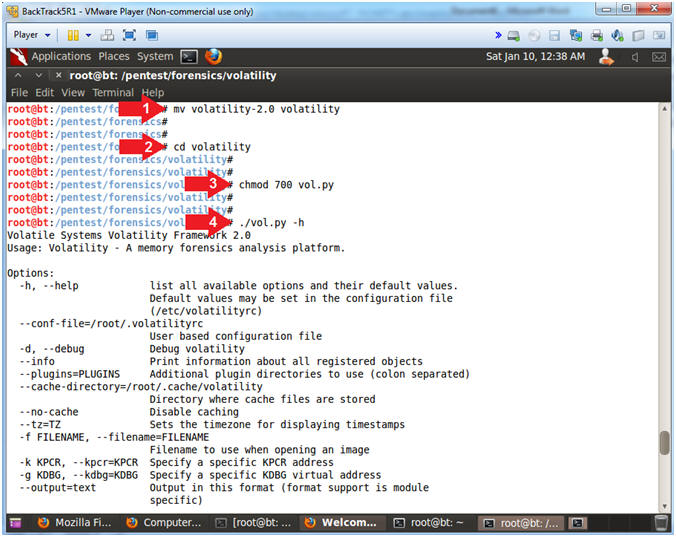 BackTrack5R1 - VMware Player (Non-commercial use only)
Player
Applications Places System
Sat Jan 10, 12:38 AM
root@bt: /pentest/forensics/volatility
File Edit View Terminal Help
root@bt:/pentest/for 1 # mv volatility-2.0 volatility
root@bt:/pentest/forensics#
root@bt:/pentest/forensics#
root@bt:/pentest/for 2 # cd volatility
root@bt:/pentest/forensics/volatility#
root@bt:/pentest/forensics/volatility#
root@bt:/pentest/forensics/vol 3 # chmod 700 vol.py
root@bt:/pentest/forensics/volatility#
root@bt:/pentest/forensics/volatility#
root@bt:/pentest/forensics/vol 4 # ./vol.py -h
Volatile Systems Volatility Framework 2.0
Usage: Volatility - A memory forensics analysis platform.
Options:
-h, --help list all available options and their default values.
Default values may be set in the configuration file
(/etc/volatilityrc)
--conf-file=/root/.volatilityrc
User based configuration file
-d, --debug Debug volatility
--info Print information about all registered objects
--plugins=PLUGINS Additional plugin directories to use (colon separated)
--cache-directory=/root/.cache/volatility
Directory where cache files are stored
--no-cache Disable caching
--tz=TZ Sets the timezone for displaying timestamps
-f FILENAME, --filename=FILENAME
Filename to use when opening an image
-k KPCR, --kpcr=KPCR Specify a specific KPCR address
-g KDBG, --kdbg=KDBG Specify a specific KDBG virtual address
--output=text Output in this format (format support is module
specific)
Mozilla Fi... Computer... [root@bt: ... Welcom... root@bt: ~ root@bt: /...